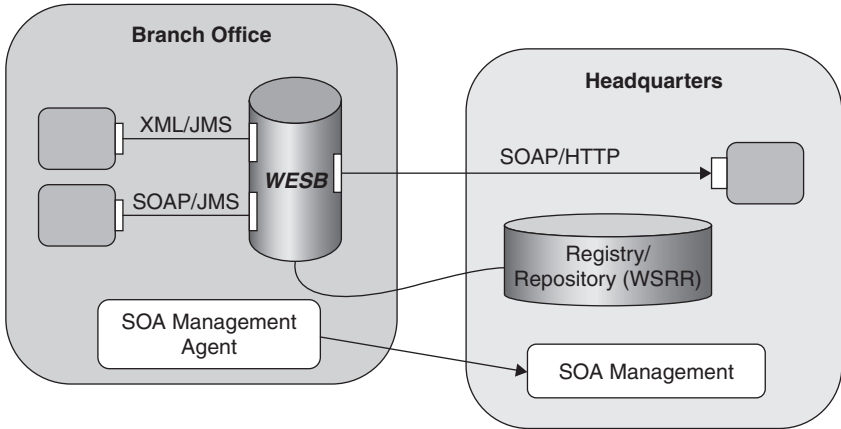 Branch Office
XML/JMS
SOAP/JMS
WESB
SOA Management
Agent
Headquarters
SOAP/HTTP
Registry/
Repository (WSRR)
SOA Management